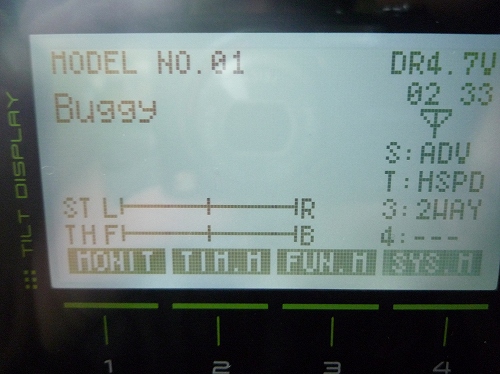 MODEL NO.01 DR4.7V
Buggy 02 33
S:ADV
T:HSPD
ST L R 3:2WAY
TH F B 4:---
MONIT TIM.M FUN.M SYS.M
1 2 3 4
TILT DISPLAY